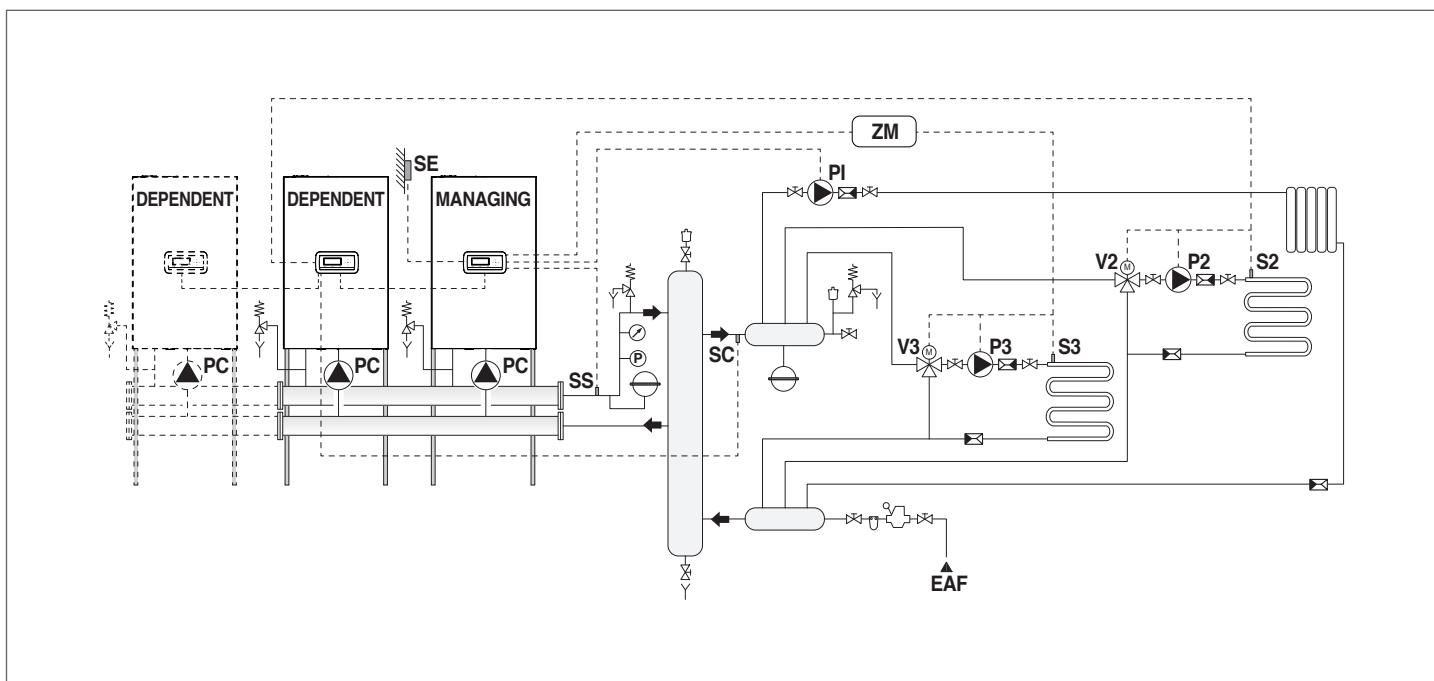 ZM
SE
PI
DEPENDENT
DEPENDENT
MANAGING
V2
M
P2
S2
V3
M
P3
S3
SC
P
PC
PC
PC
SS
EAF